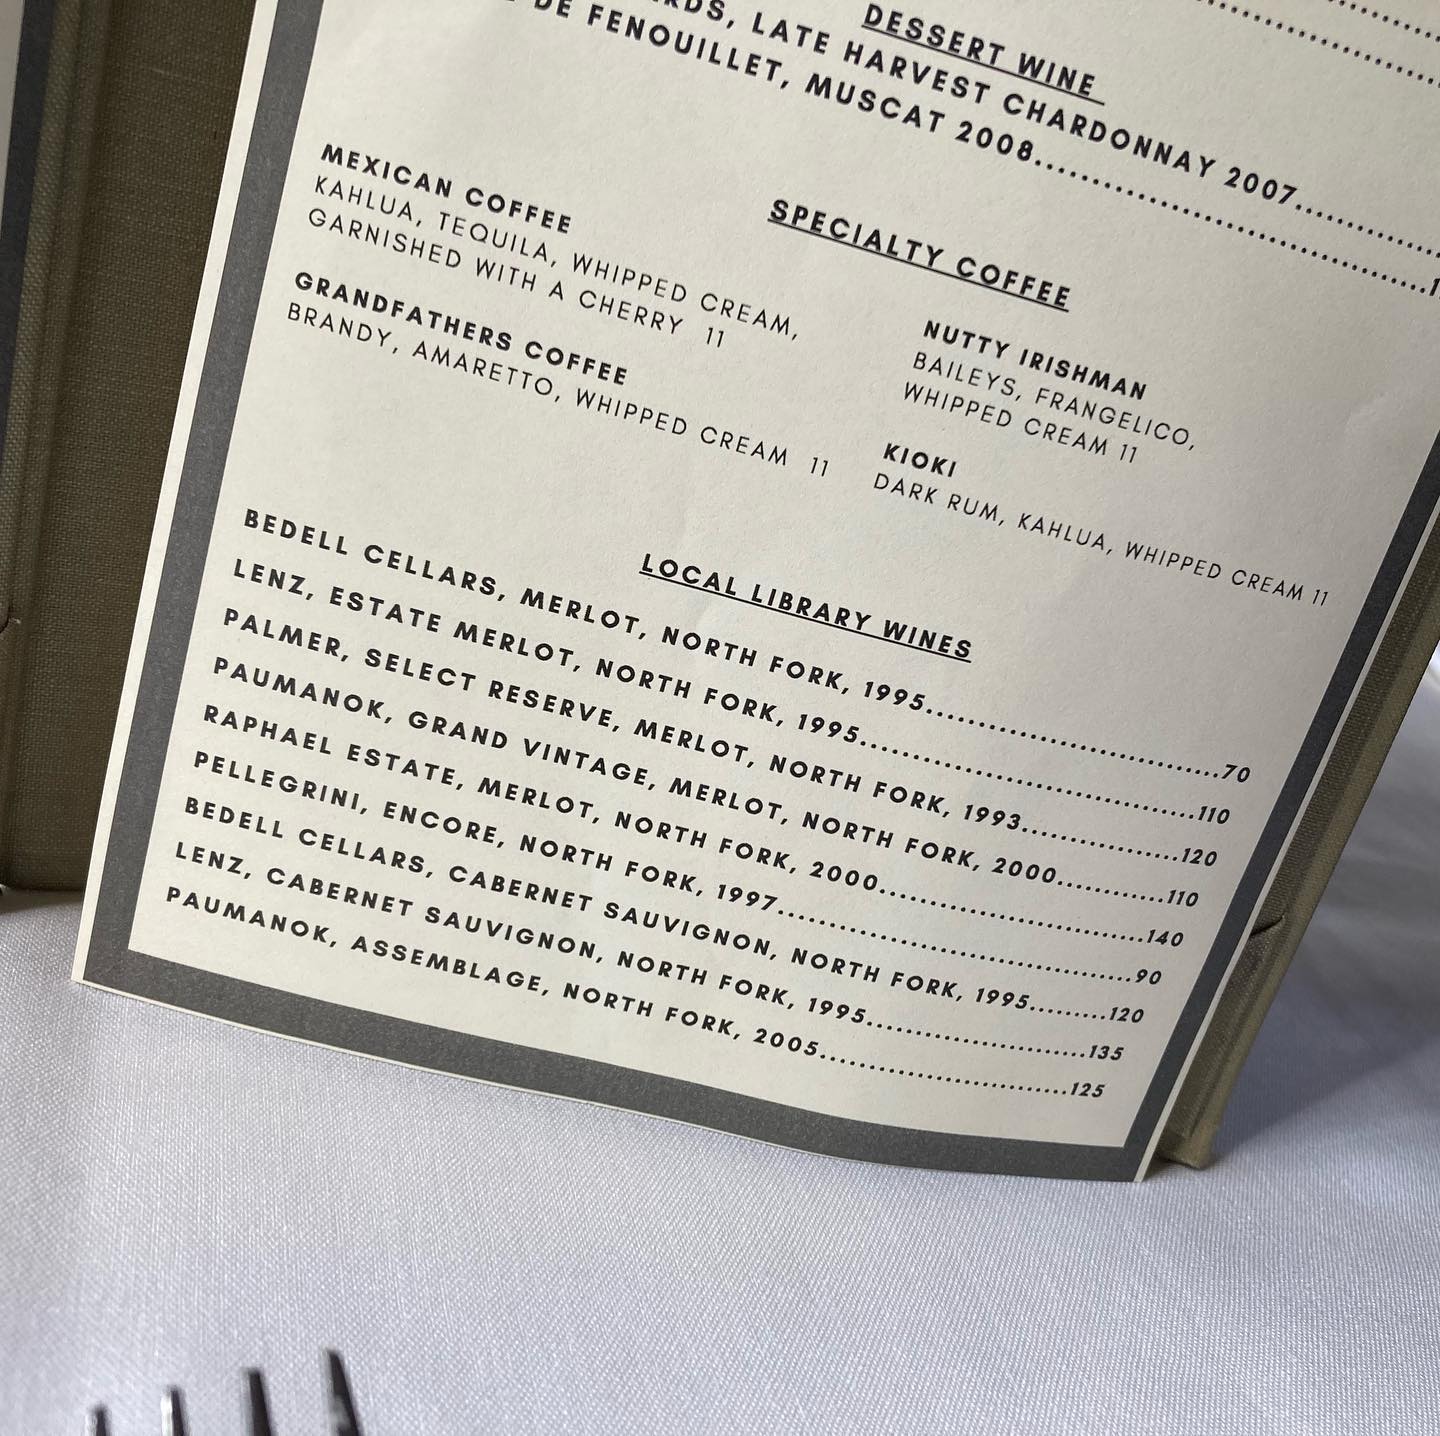 DESSERT WINE
LATE HARVEST CHARDONNAY 2007..............
DE FENOUILLET, MUSCAT 2008........................................
SPECIALTY COFFEE
MEXICAN COFFEE
KAHLUA, TEQUILA, WHIPPED CREAM,
GARNISHED WITH A CHERRY 11
GRANDFATHERS COFFEE
BRANDY, AMARETTO, WHIPPED CREAM 11
NUTTY IRISHMAN
BAILEYS, FRANGELICO,
WHIPPED CREAM 11
KIOKI
DARK RUM, KAHLUA, WHIPPED CREAM 11
LOCAL LIBRARY WINES
BEDELL CELLARS, MERLOT, NORTH FORK, 1995................................70
LENZ, ESTATE MERLOT, NORTH FORK, 1995....................................110
PALMER, SELECT RESERVE, MERLOT, NORTH FORK, 1993.................120
PAUMANOK, GRAND VINTAGE, MERLOT, NORTH FORK, 2000............110
RAPHAEL ESTATE, MERLOT, NORTH FORK, 2000.............................140
PELLEGRINI, ENCORE, NORTH FORK, 1997.......................................90
BEDELL CELLARS, CABERNET SAUVIGNON, NORTH FORK, 1995.........120
LENZ, CABERNET SAUVIGNON, NORTH FORK, 1995.........................135
PAUMANOK, ASSEMBLAGE, NORTH FORK, 2005............................125